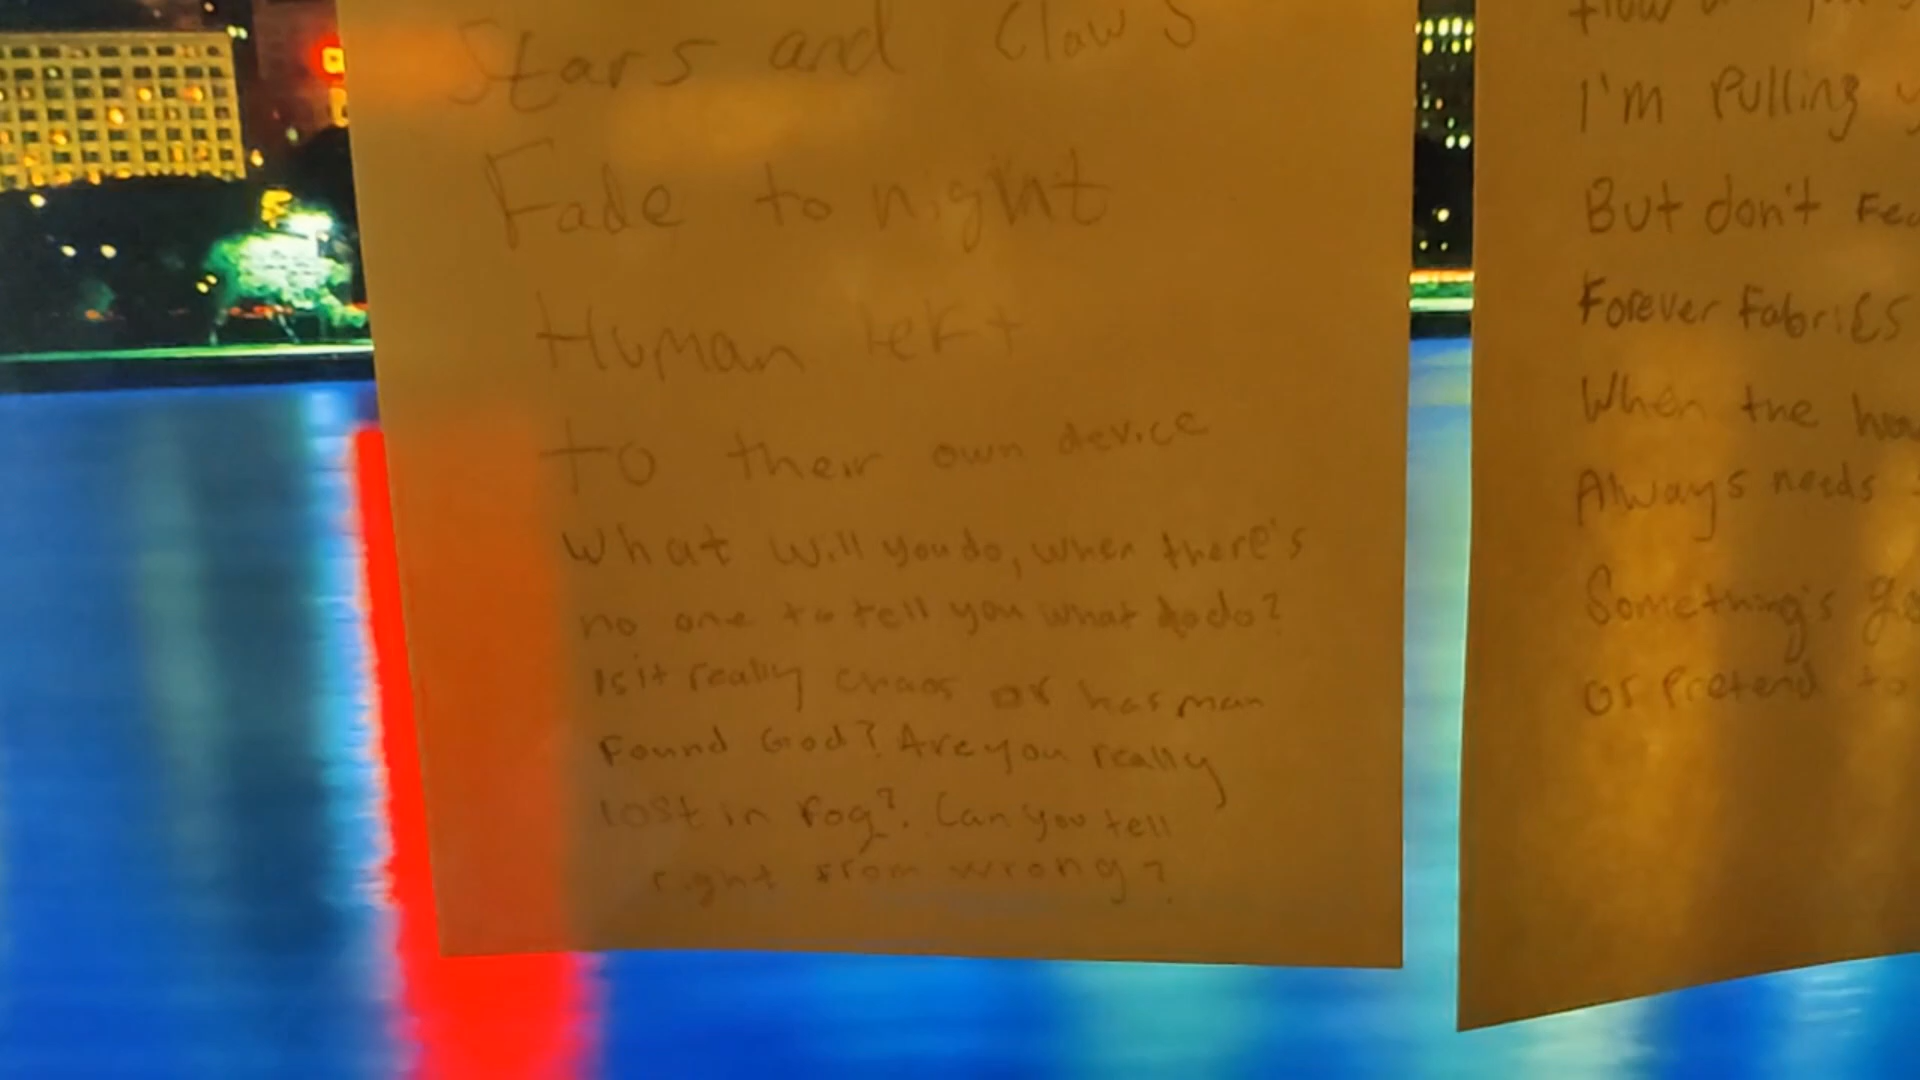 Stars and Claws
Fade to night
Human left
to their own device
What will you do, when there's
no one to tell you what to do?
Is it really chaos or has man
Found God? Are you really
lost in Fog? Can you tell
right from wrong?
I'm Pulling
But don't
Forever Fabrics
When the
Always needs
Something's
or Pretend to